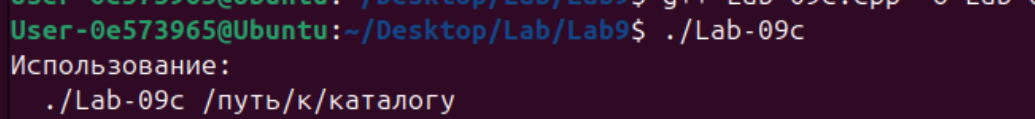 User-0e573965@Ubuntu:~/Desktop/Lab/Lab9$ ./Lab-09c
Использование:
  ./Lab-09c /путь/к/каталогу